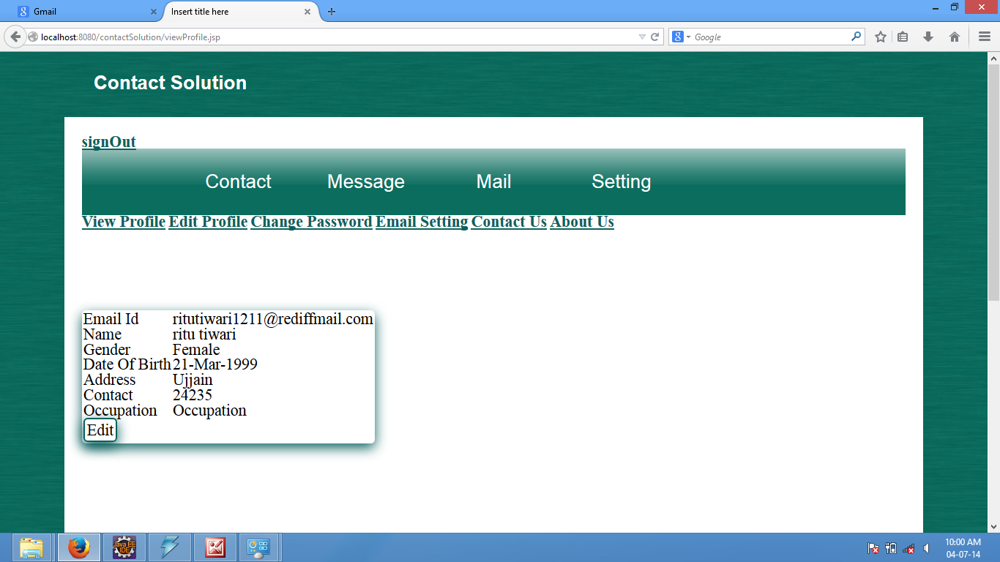 Gmail
Insert title here
localhost:8080/contactSolution/viewProfile.jsp
Google
Contact Solution
signOut
Contact Message Mail Setting
View Profile Edit Profile Change Password Email Setting Contact Us About Us
Email Id ritutiwari1211@rediffmail.com
Name ritu tiwari
Gender Female
Date Of Birth 21-Mar-1999
Address Ujjain
Contact 24235
Occupation Occupation
Edit
Java EE
IDE
10:00 AM
04-07-14